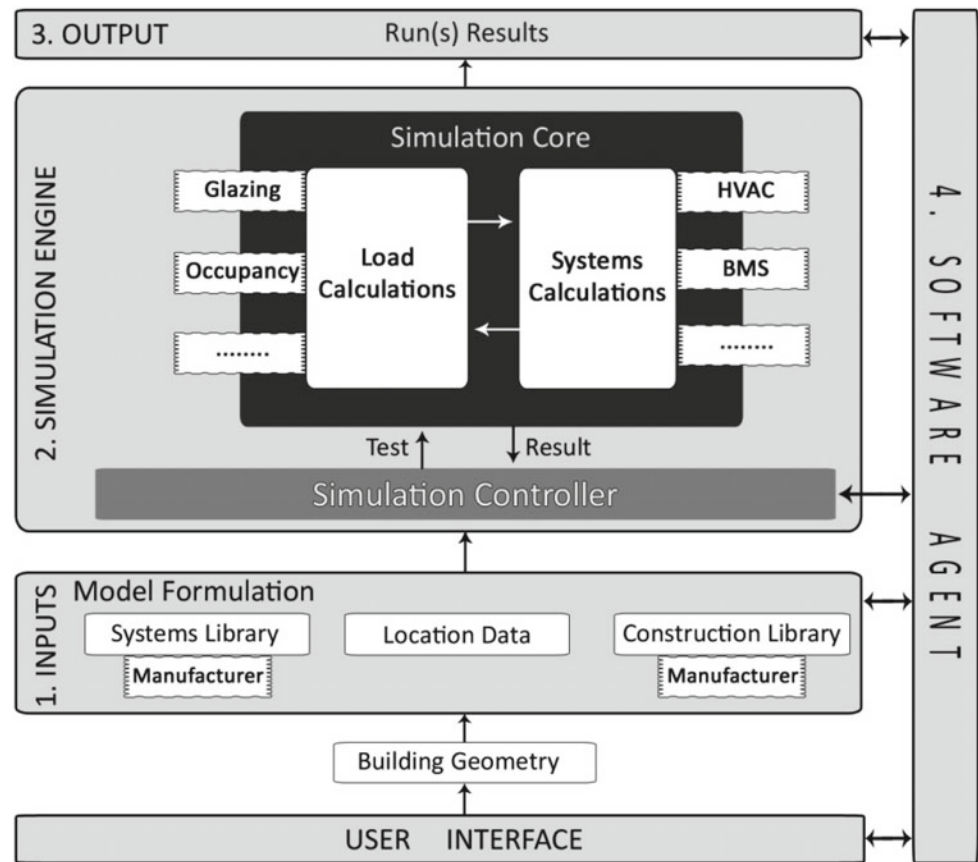 3. OUTPUT
Run(s) Results
2. SIMULATION ENGINE
Simulation Core
Glazing
Occupancy
........
Load
Calculations
Systems
Calculations
HVAC
BMS
........
Test
Result
Simulation Controller
1. INPUTS
Model Formulation
Systems Library
Manufacturer
Location Data
Construction Library
Manufacturer
Building Geometry
USER INTERFACE
4. SOFTWARE AGENT